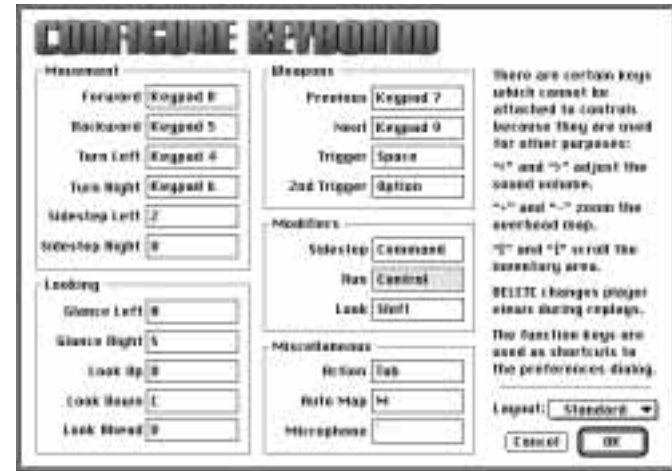 CONFIGURE KEYBOARD
Movement
Forward Keypad 8
Backward Keypad 5
Turn Left Keypad 4
Turn Right Keypad 6
Sidestep Left Z
Sidestep Right
Looking
Glance Left
Glance Right S
Look Up D
Look Down C
Look Ahead
Weapons
Previous Keypad 7
Next Keypad 9
Trigger Space
2nd Trigger Option
Modifiers
Sidestep Command
Run Control
Look Shift
Miscellaneous
Action Tab
Auto Map M
Microphone
There are certain keys
which cannot be
attached to controls
because they are used
for other purposes:
"<" and ">" adjust the
sound volume.
"+" and "-" zoom the
overhead map.
"[" and "]" scroll the
inventory area.
DELETE changes player
views during replays.
The function keys are
used as shortcuts to
the preferences dialog.
Layout: Standard
Cancel OK